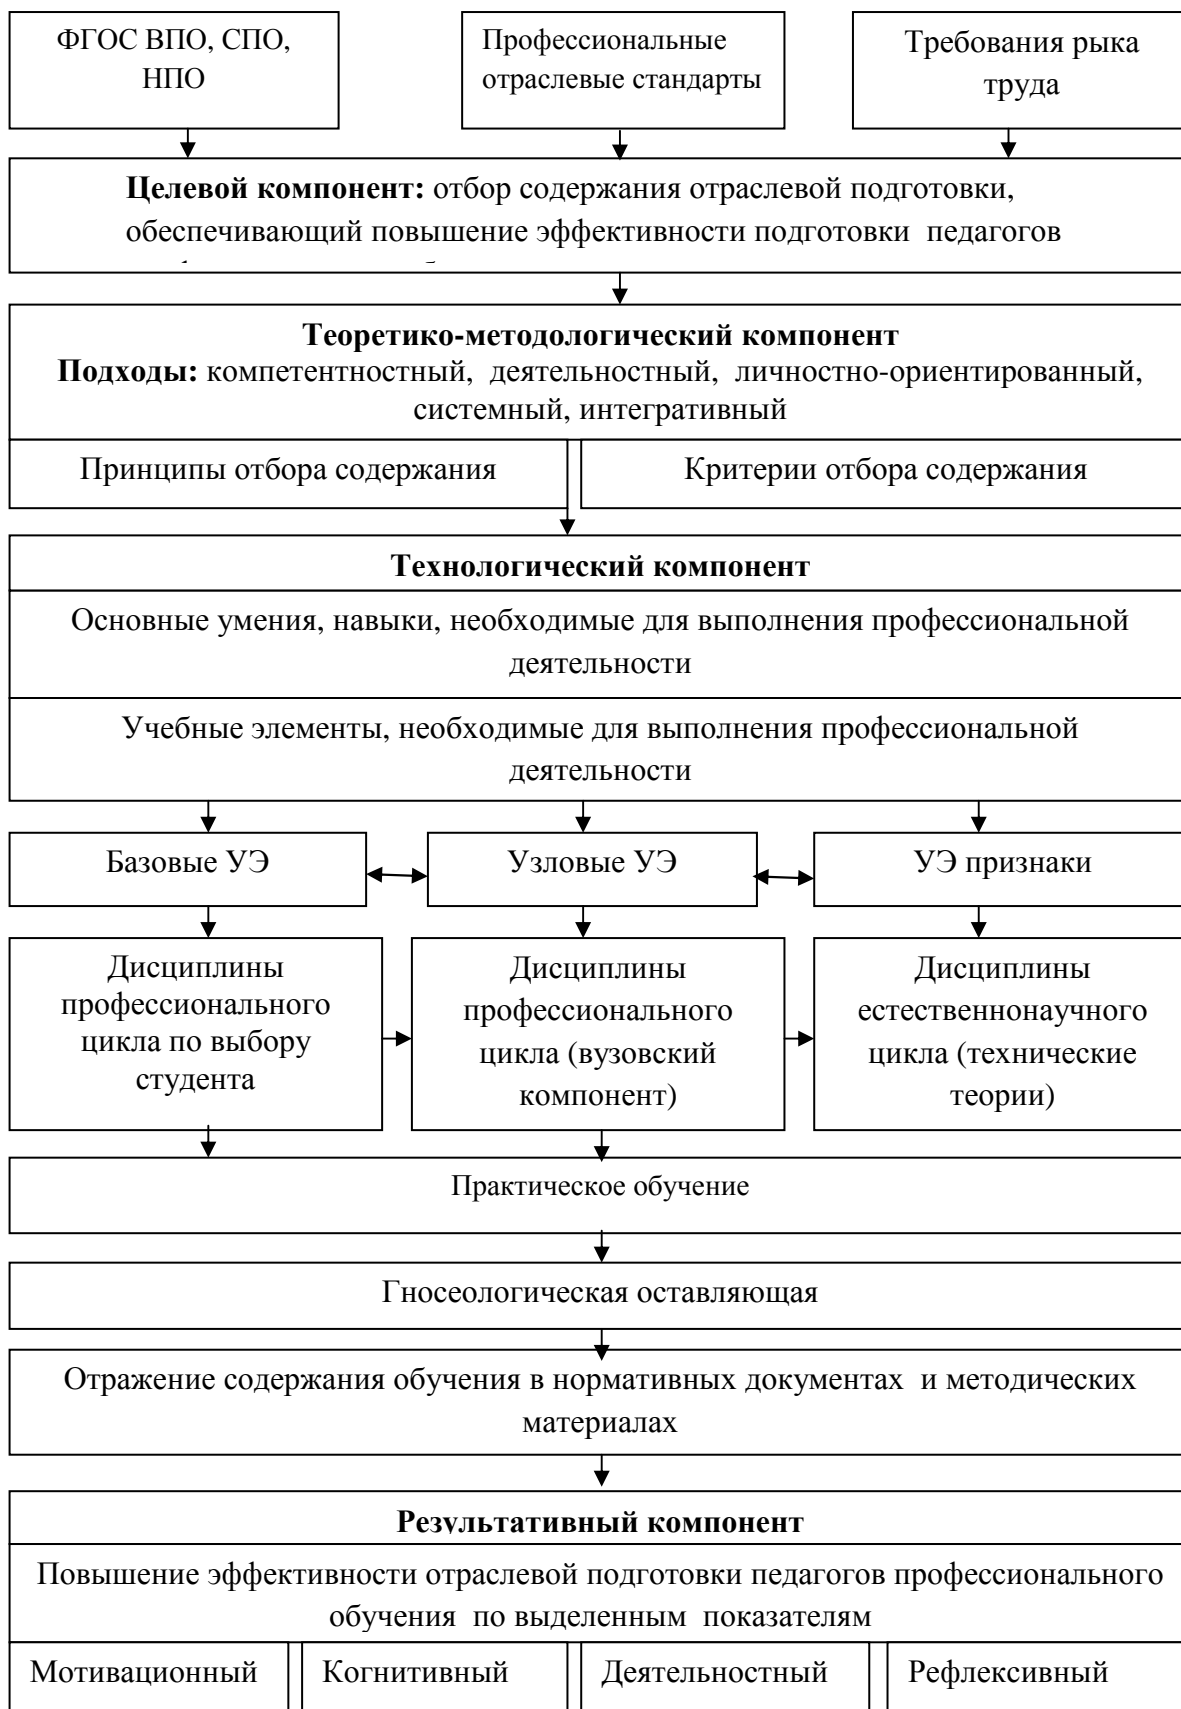 ФГОС ВПО, СПО,
НПО
Профессиональные
отраслевые стандарты
Требования рыка
труда
Целевой компонент: отбор содержания отраслевой подготовки,
обеспечивающий повышение эффективности подготовки педагогов
Теоретико-методологический компонент
Подходы: компетентностный, деятельностный, личностно-ориентированный,
системный, интегративный
Принципы отбора содержания
Критерии отбора содержания
Технологический компонент
Основные умения, навыки, необходимые для выполнения профессиональной
деятельности
Учебные элементы, необходимые для выполнения профессиональной
деятельности
Базовые УЭ
Узловые УЭ
УЭ признаки
Дисциплины
профессионального
цикла по выбору
студента
Дисциплины
профессионального
цикла (вузовский
компонент)
Дисциплины
естественнонаучного
цикла (технические
теории)
Практическое обучение
Гносеологическая оставляющая
Отражение содержания обучения в нормативных документах и методических
материалах
Результативный компонент
Повышение эффективности отраслевой подготовки педагогов профессионального
обучения по выделенным показателям
Мотивационный
Когнитивный
Деятельностный
Рефлексивный